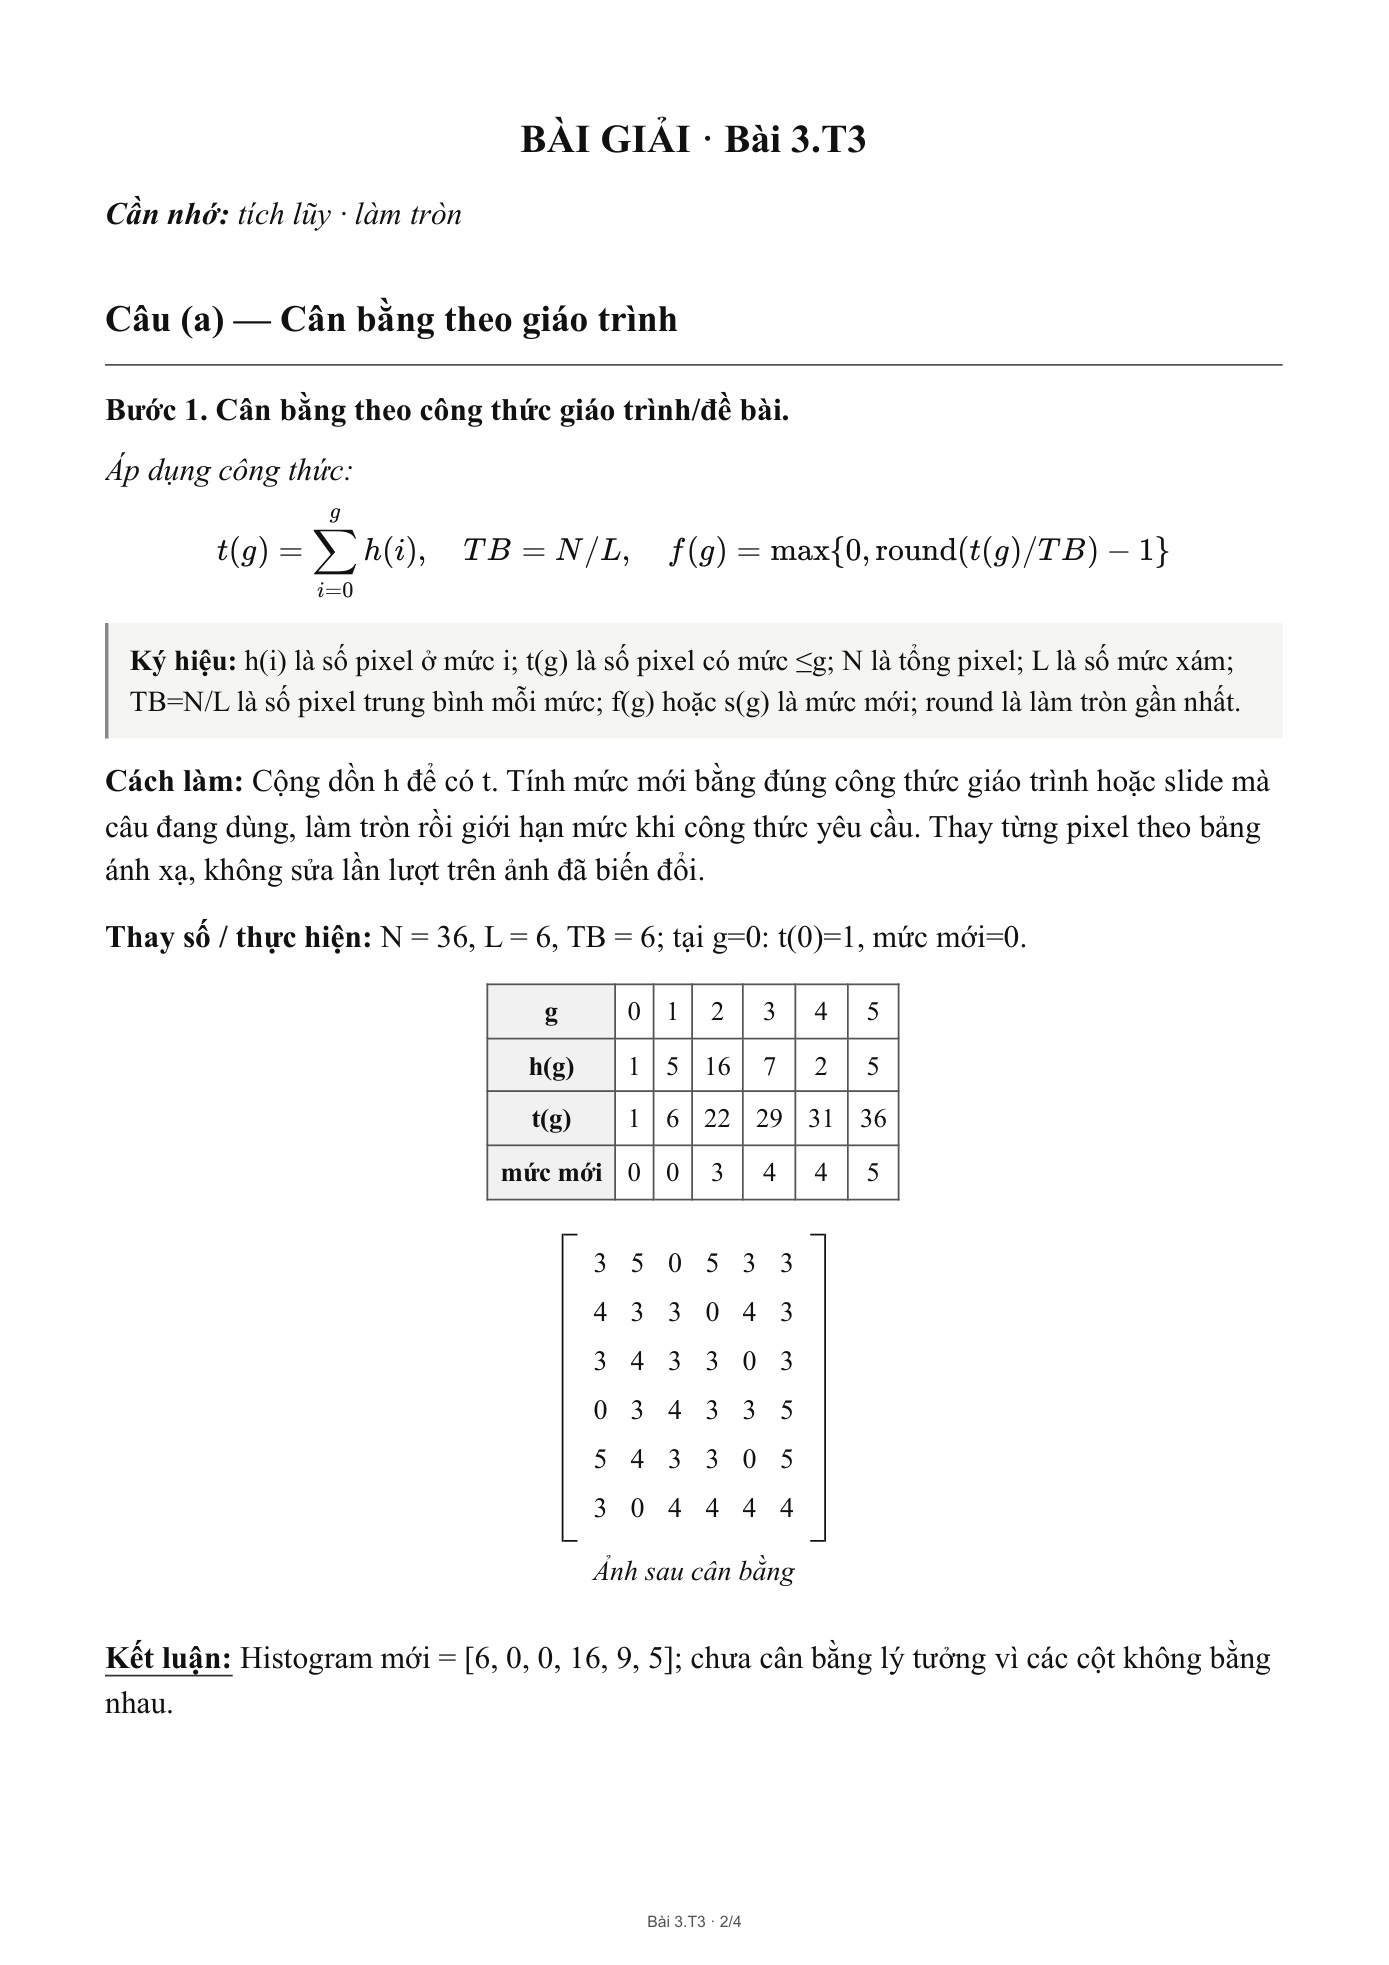 BÀI GIẢI · Bài 3.T3
Cần nhớ: tích lũy · làm tròn
Câu (a) — Cân bằng theo giáo trình
Bước 1. Cân bằng theo công thức giáo trình/đề bài.
Áp dụng công thức:
t(g) = \sum_{i=0}^{g} h(i), TB = N/L, f(g) = max{0, round(t(g)/TB) − 1}
Ký hiệu: h(i) là số pixel ở mức i; t(g) là số pixel có mức ≤g; N là tổng pixel; L là số mức xám;
TB=N/L là số pixel trung bình mỗi mức; f(g) hoặc s(g) là mức mới; round là làm tròn gần nhất.
Cách làm: Cộng dồn h để có t. Tính mức mới bằng đúng công thức giáo trình hoặc slide mà
câu đang dùng, làm tròn rồi giới hạn mức khi công thức yêu cầu. Thay từng pixel theo bảng
ánh xạ, không sửa lần lượt trên ảnh đã biến đổi.
Thay số / thực hiện: N = 36, L = 6, TB = 6; tại g=0: t(0)=1, mức mới=0.
g 0 1 2 3 4 5
h(g) 1 5 16 7 2 5
t(g) 1 6 22 29 31 36
mức mới 0 0 3 4 4 5
3 5 0 5 3 3
4 3 3 0 4 3
3 4 3 3 0 3
0 3 4 3 3 5
5 4 3 3 0 5
3 0 4 4 4 4
Ảnh sau cân bằng
Kết luận: Histogram mới = [6, 0, 0, 16, 9, 5]; chưa cân bằng lý tưởng vì các cột không bằng
nhau.
Bài 3.T3 · 2/4